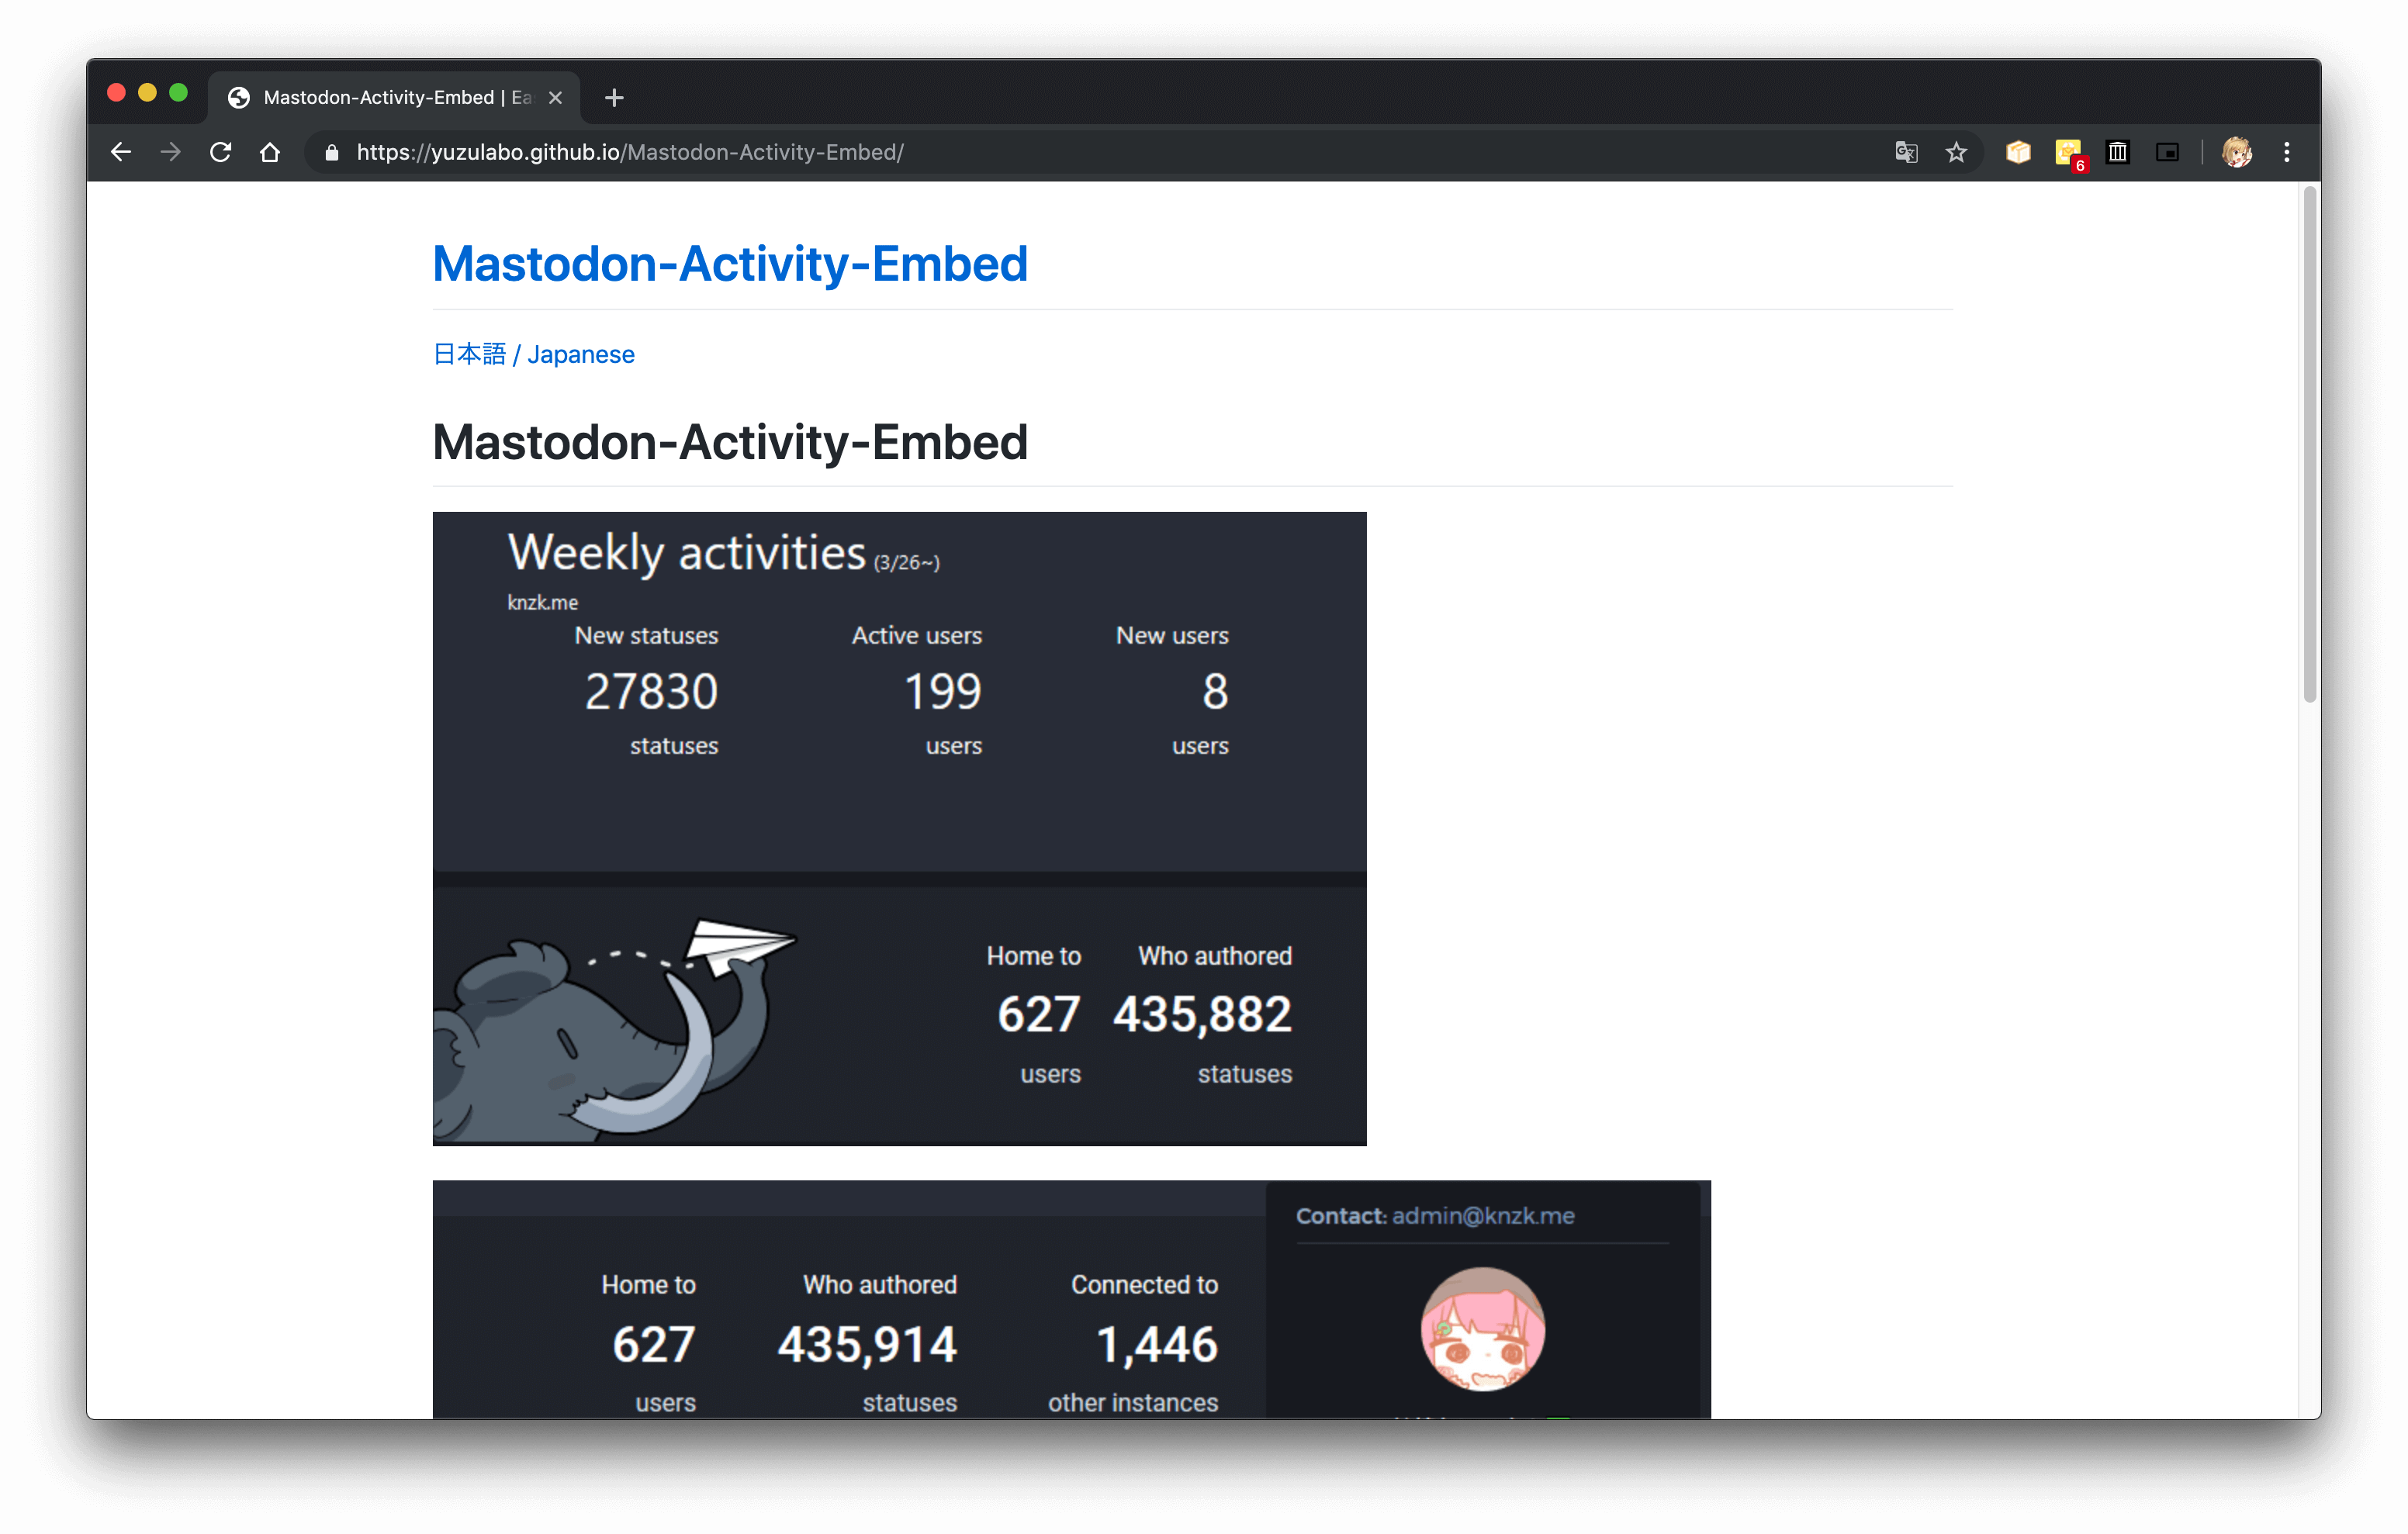 Mastodon-Activity-Embed | Ea
https://yuzulabo.github.io/Mastodon-Activity-Embed/
6
Mastodon-Activity-Embed
日本語 / Japanese
Mastodon-Activity-Embed
Weekly activities (3/26~)
knzk.me
New statuses Active users New users
27830 199 8
statuses users users
Home to Who authored
627 435,882
users statuses
Contact: admin@knzk.me
Home to Who authored Connected to
627 435,914 1,446
users statuses other instances